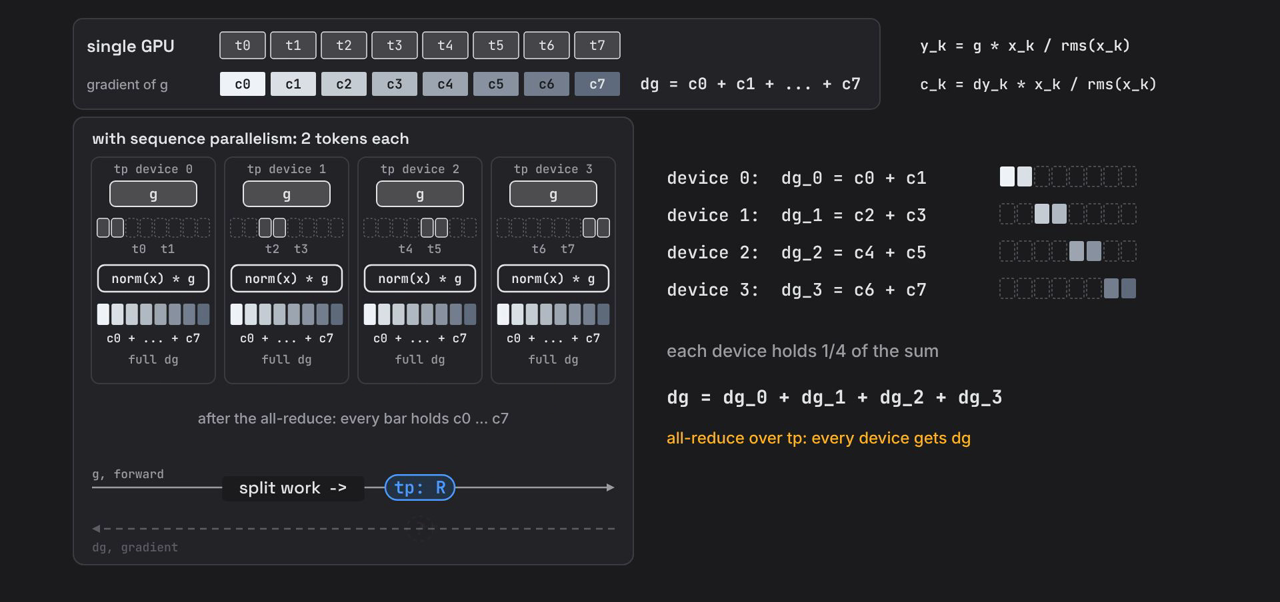 single GPU
t0 t1 t2 t3 t4 t5 t6 t7
gradient of g
c0 c1 c2 c3 c4 c5 c6 c7
dg = c0 + c1 + ... + c7
y_k = g * x_k / rms(x_k)
c_k = dy_k * x_k / rms(x_k)
with sequence parallelism: 2 tokens each
tp device 0
g
t0 t1
norm(x) * g
c0 + ... + c7
full dg
tp device 1
g
t2 t3
norm(x) * g
c0 + ... + c7
full dg
tp device 2
g
t4 t5
norm(x) * g
c0 + ... + c7
full dg
tp device 3
g
t6 t7
norm(x) * g
c0 + ... + c7
full dg
after the all-reduce: every bar holds c0 ... c7
g, forward
split work ->
tp: R
dg, gradient
device 0: dg_0 = c0 + c1
device 1: dg_1 = c2 + c3
device 2: dg_2 = c4 + c5
device 3: dg_3 = c6 + c7
each device holds 1/4 of the sum
dg = dg_0 + dg_1 + dg_2 + dg_3
all-reduce over tp: every device gets dg